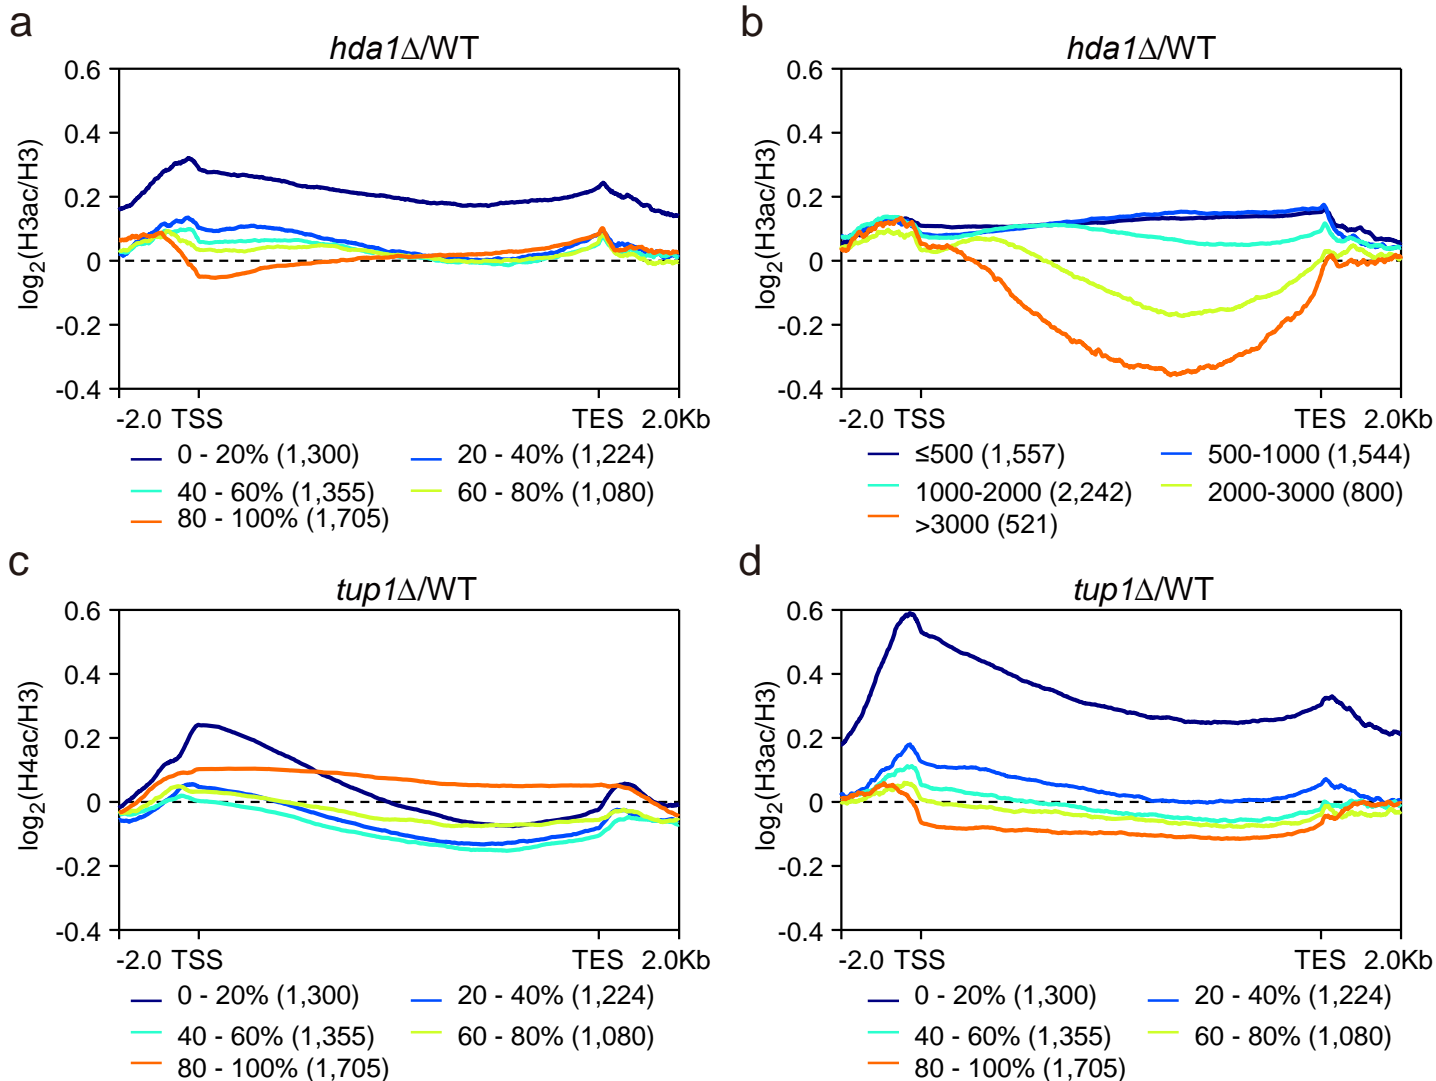 a
hda1Δ/WT
log2(H3ac/H3)
0.6
0.4
0.2
0
-0.2
-0.4
-2.0 TSS TES 2.0Kb
0 - 20% (1,300) 20 - 40% (1,224)
40 - 60% (1,355) 60 - 80% (1,080)
80 - 100% (1,705)
b
hda1Δ/WT
log2(H3ac/H3)
0.6
0.4
0.2
0
-0.2
-0.4
-2.0 TSS TES 2.0Kb
≤500 (1,557) 500-1000 (1,544)
1000-2000 (2,242) 2000-3000 (800)
>3000 (521)
c
tup1Δ/WT
log2(H4ac/H3)
0.6
0.4
0.2
0
-0.2
-0.4
-2.0 TSS TES 2.0Kb
0 - 20% (1,300) 20 - 40% (1,224)
40 - 60% (1,355) 60 - 80% (1,080)
80 - 100% (1,705)
d
tup1Δ/WT
log2(H3ac/H3)
0.6
0.4
0.2
0
-0.2
-0.4
-2.0 TSS TES 2.0Kb
0 - 20% (1,300) 20 - 40% (1,224)
40 - 60% (1,355) 60 - 80% (1,080)
80 - 100% (1,705)